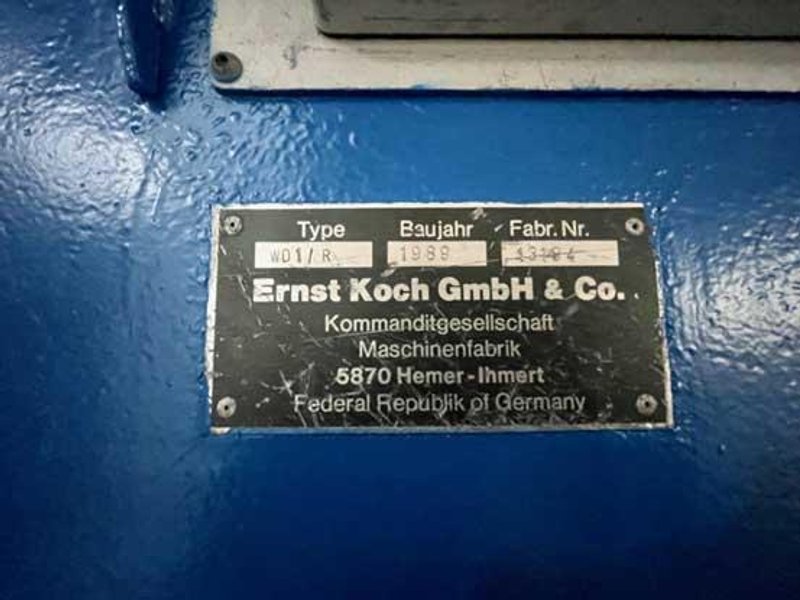 Type Baujahr Fabr. Nr.
WD1/R 1989
Ernst Koch GmbH & Co.
Kommanditgesellschaft
Maschinenfabrik
5870 Hemer-Ihmert
Federal Republik of Germany